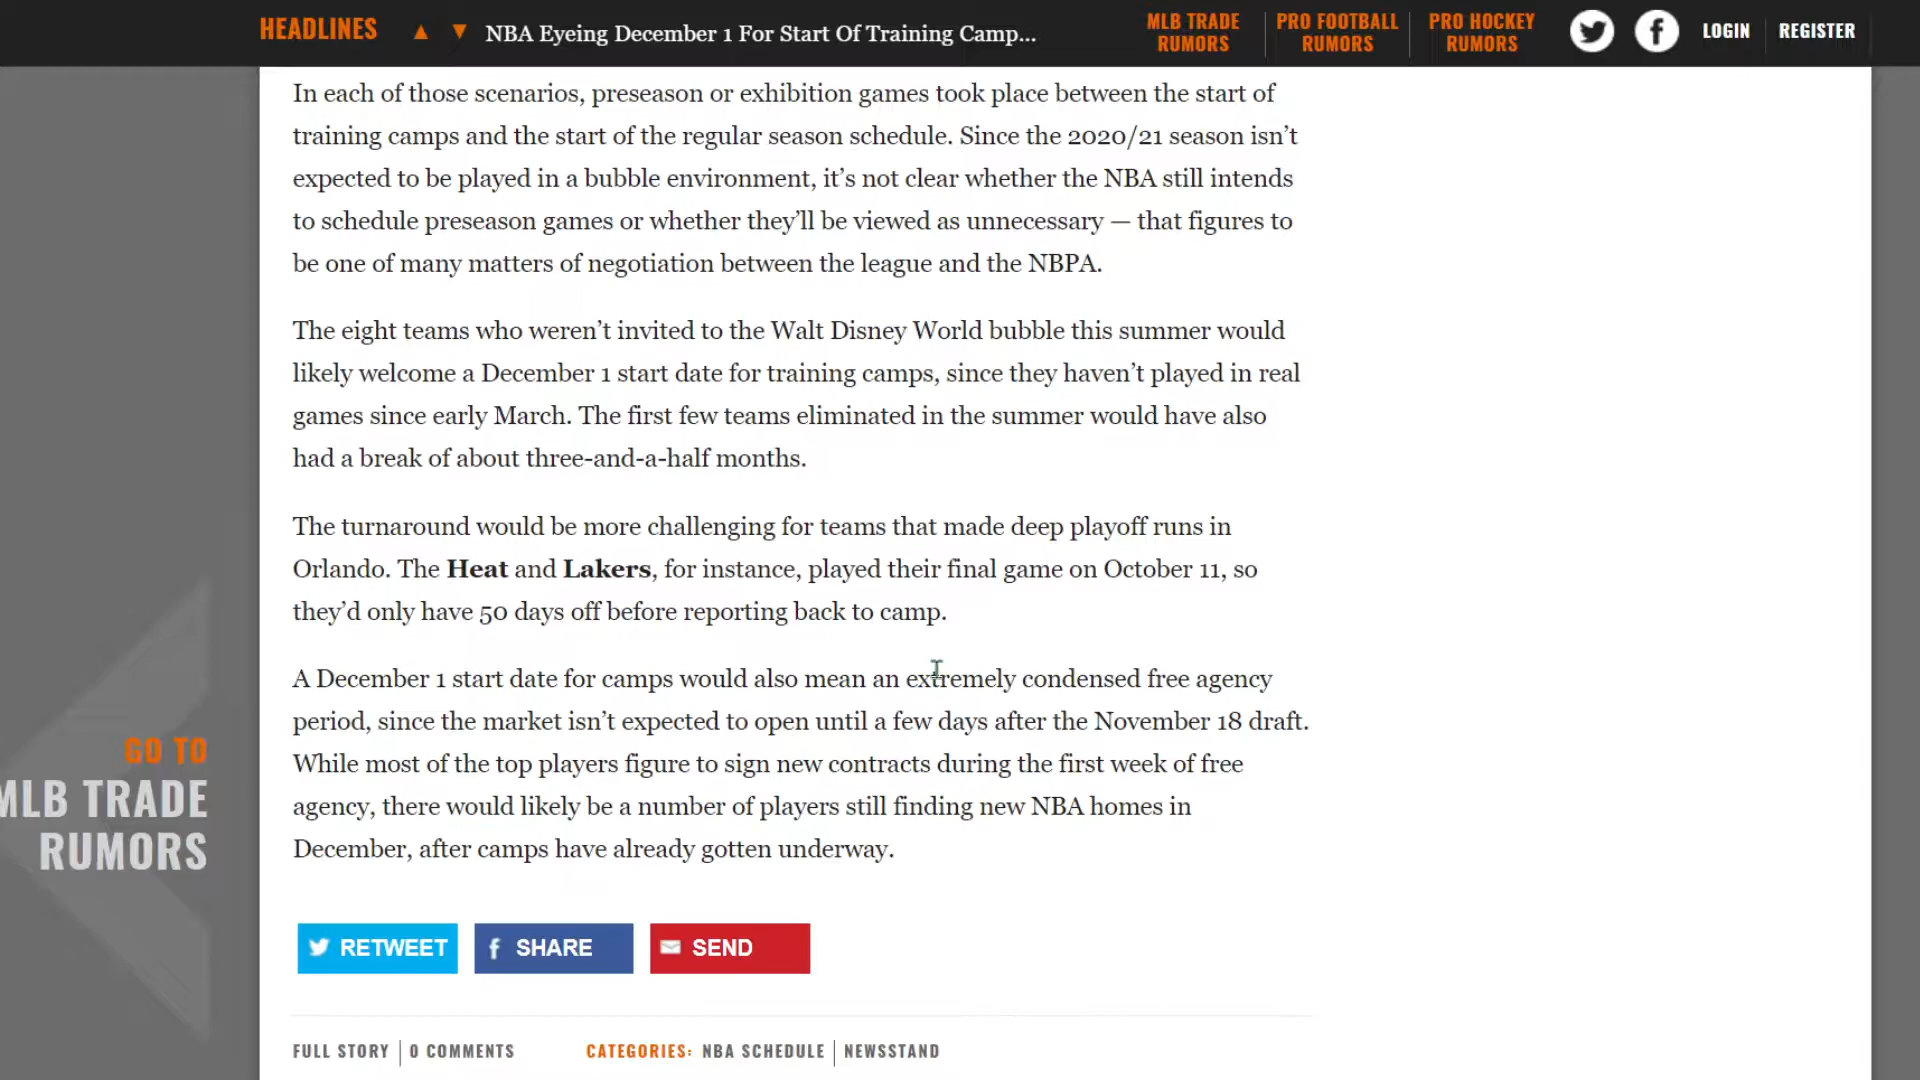 HEADLINES ▲ ▼ NBA Eyeing December 1 For Start Of Training Camp...
MLB TRADE RUMORS
PRO FOOTBALL RUMORS
PRO HOCKEY RUMORS
LOGIN
REGISTER
In each of those scenarios, preseason or exhibition games took place between the start of
training camps and the start of the regular season schedule. Since the 2020/21 season isn’t
expected to be played in a bubble environment, it’s not clear whether the NBA still intends
to schedule preseason games or whether they’ll be viewed as unnecessary — that figures to
be one of many matters of negotiation between the league and the NBPA.
The eight teams who weren’t invited to the Walt Disney World bubble this summer would
likely welcome a December 1 start date for training camps, since they haven’t played in real
games since early March. The first few teams eliminated in the summer would have also
had a break of about three-and-a-half months.
The turnaround would be more challenging for teams that made deep playoff runs in
Orlando. The Heat and Lakers, for instance, played their final game on October 11, so
they’d only have 50 days off before reporting back to camp.
A December 1 start date for camps would also mean an extremely condensed free agency
period, since the market isn’t expected to open until a few days after the November 18 draft.
While most of the top players figure to sign new contracts during the first week of free
agency, there would likely be a number of players still finding new NBA homes in
December, after camps have already gotten underway.
GO TO
MLB TRADE
RUMORS
RETWEET
SHARE
SEND
FULL STORY | 0 COMMENTS
CATEGORIES: NBA SCHEDULE | NEWSSTAND